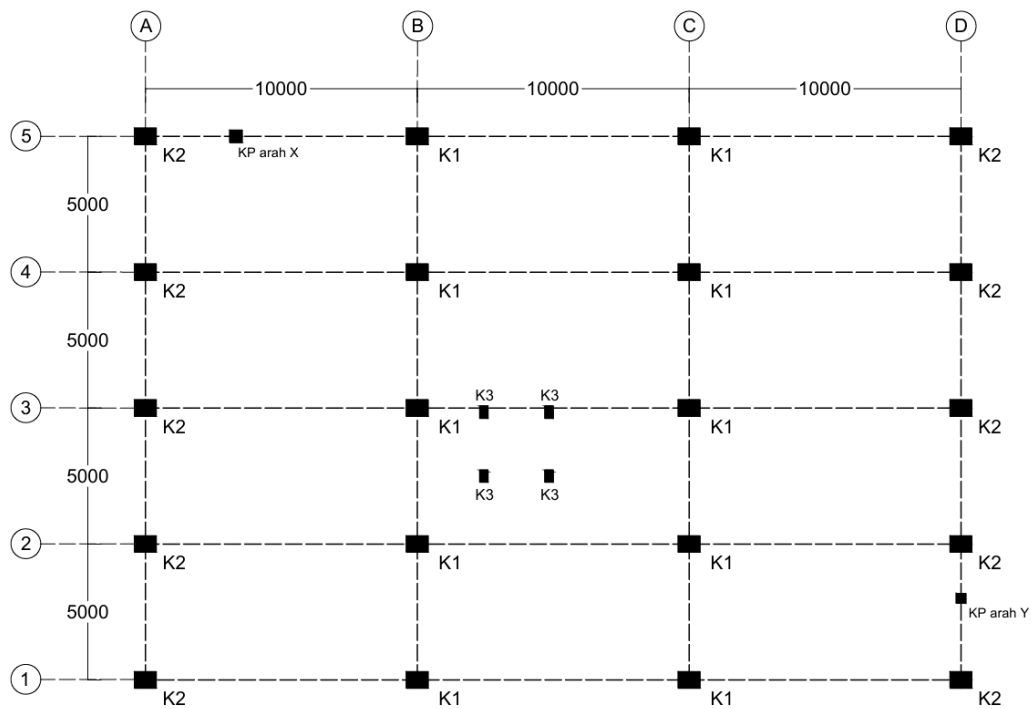 A B C D
10000 10000 10000
5
K2 KP arah X K1 K1 K2
5000
4
K2 K1 K1 K2
5000
K3 K3
3
K2 K1 K1 K2
5000
K3 K3
2
K2 K1 K1 K2
5000
KP arah Y
1
K2 K1 K1 K2